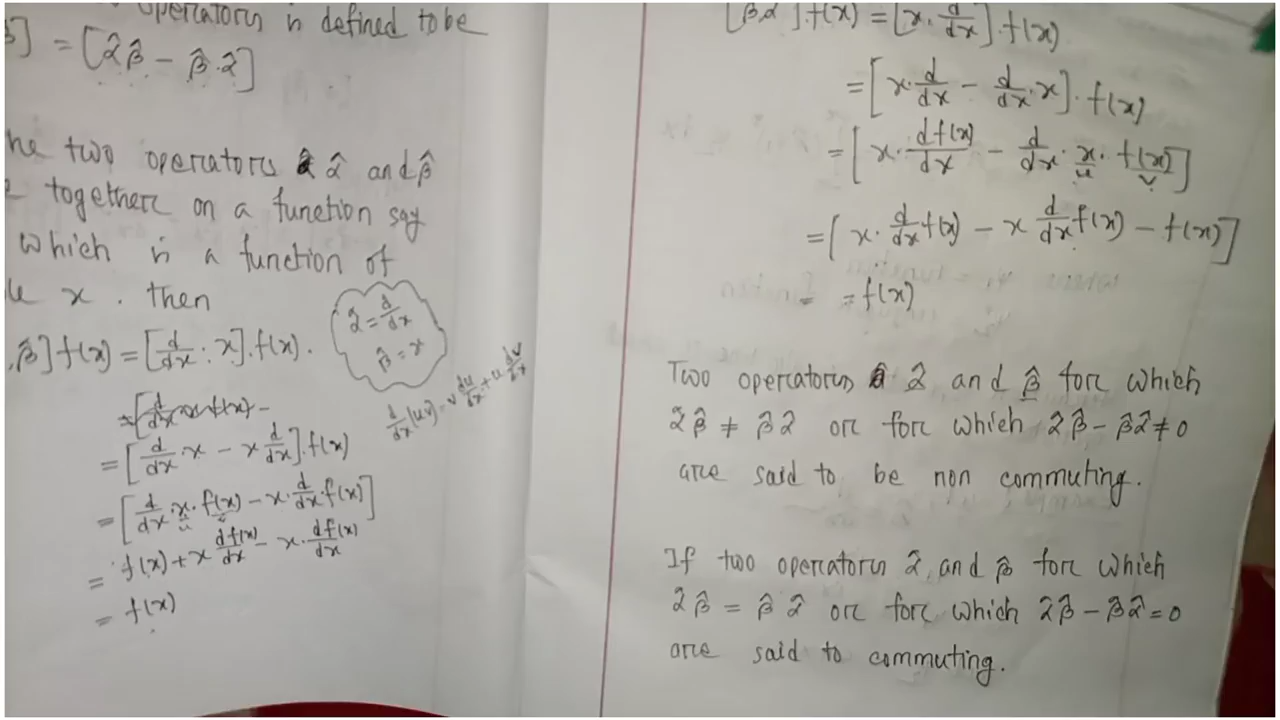 operators is defined to be
β] = [α̂β̂ - β̂.α̂]
the two operators α̂ and β̂
together on a function say
which is a function of
x. then
,β̂] f(x) = [d/dx : x].f(x).
α̂ = d/dx
β̂ = x
d/dx (uv) = v du/dx + u dv/dx
= [d/dx · x - x d/dx].f(x)
= [d/dx x · f(x) - x · d/dx f(x)]
u v
= f(x) + x df(x)/dx - x · df(x)/dx
= f(x)
[β,α].f(x) = [x · d/dx].f(x)
= [x · d/dx - d/dx · x].f(x)
= [x · df(x)/dx - d/dx · x · f(x)]
u v
= [x · d/dx f(x) - x d/dx f(x) - f(x)]
= = f(x)
Two operators α̂ and β̂ for which
α̂β̂ ≠ β̂α̂ or for which α̂β̂ - β̂α̂ ≠ 0
are said to be non commuting.
If two operators α̂, and β̂ for which
α̂β̂ = β̂α̂ or for which α̂β̂ - β̂α̂ = 0
are said to commuting.